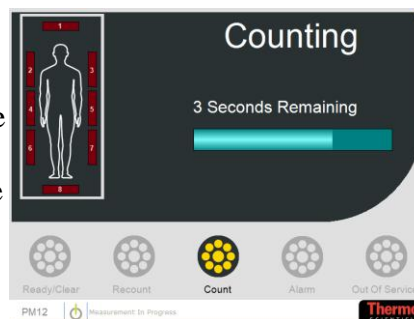 1
Counting
2
3
3 Seconds Remaining
4
5
6
7
8
e
e
Ready/Clear
Recount
Count
Alarm
Out Of Service
PM12
Measurement In Progress
Thermo
SCIENTIFIC